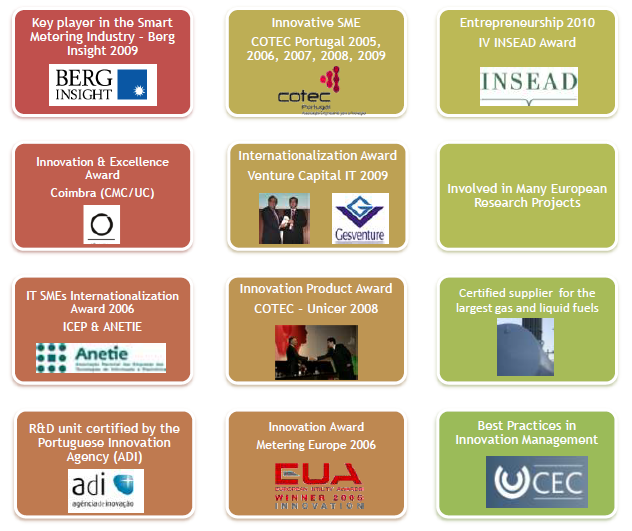 Key player in the Smart
Metering Industry – Berg
Insight 2009
BERG
INSIGHT
Innovative SME
COTEC Portugal 2005,
2006, 2007, 2008, 2009
cotec
Portugal
Entrepreneurship 2010
IV INSEAD Award
INSEAD
Innovation & Excellence
Award
Coimbra (CMC/UC)
Internationalization Award
Venture Capital IT 2009
Gesventure
Involved in Many European
Research Projects
IT SMEs Internationalization
Award 2006
ICEP & ANETIE
Anetie
Innovation Product Award
COTEC – Unicer 2008
Certified supplier for the
largest gas and liquid fuels
R&D unit certified by the
Portuguese Innovation
Agency (ADI)
adi
agência de inovação
Innovation Award
Metering Europe 2006
EUA
EUROPEAN UTILITY AWARDS
WINNER 2006
INNOVATION
Best Practices in
Innovation Management
CEC